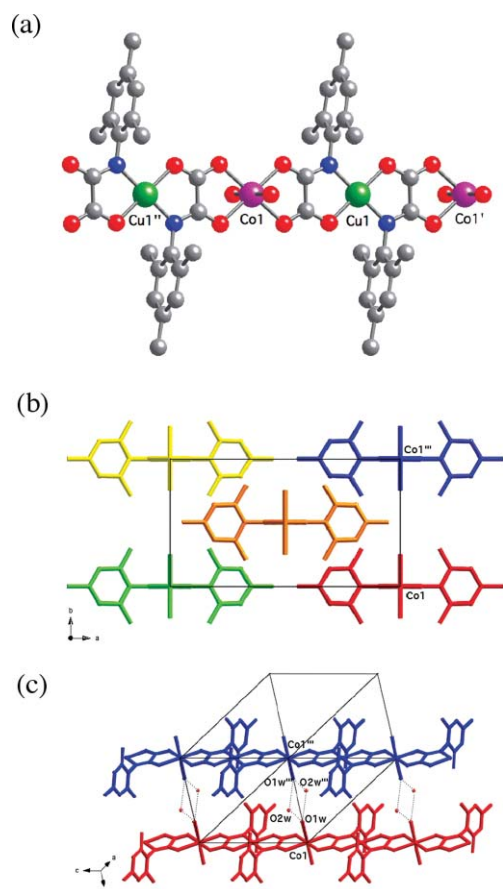 (a)
Cu1" Co1 Cu1 Co1'
(b)
Co1'''
Co1
b
a
(c)
Co1'''
O1w''' O2w'''
O2w O1w
Co1
c a